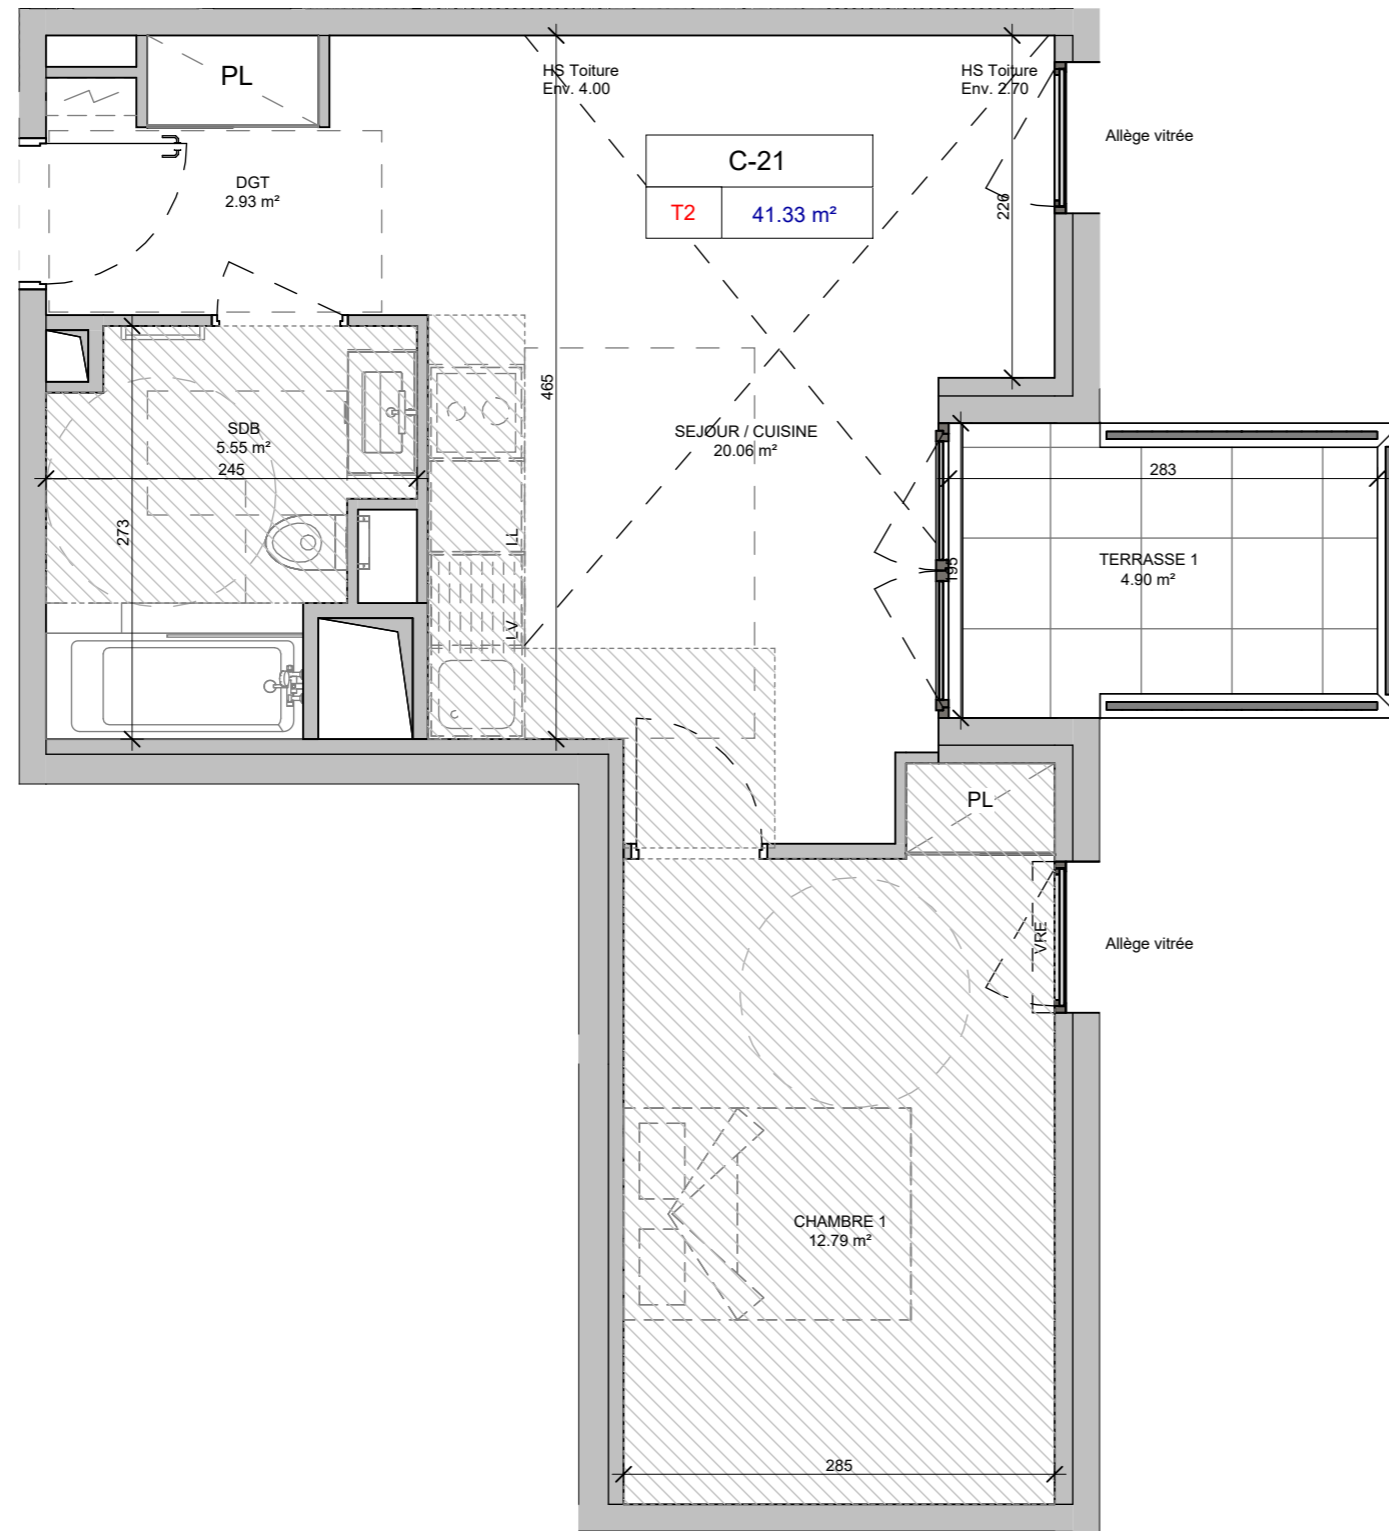 PL
HS Toiture
Env. 4.00
HS Toiture
Env. 2.70
Allège vitrée
C-21
T2
41.33 m²
DGT
2.93 m²
226
465
SDB
5.55 m²
245
273
SEJOUR / CUISINE
20.06 m²
283
195
TERRASSE 1
4.90 m²
LL
LV
PL
VRE
Allège vitrée
CHAMBRE 1
12.79 m²
285